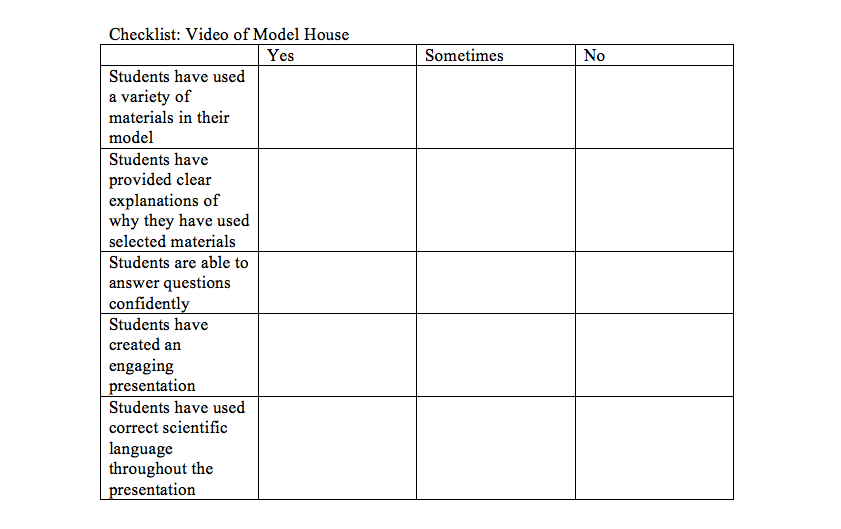 Checklist: Video of Model House
Yes Sometimes No
Students have used
a variety of
materials in their
model
Students have
provided clear
explanations of
why they have used
selected materials
Students are able to
answer questions
confidently
Students have
created an
engaging
presentation
Students have used
correct scientific
language
throughout the
presentation